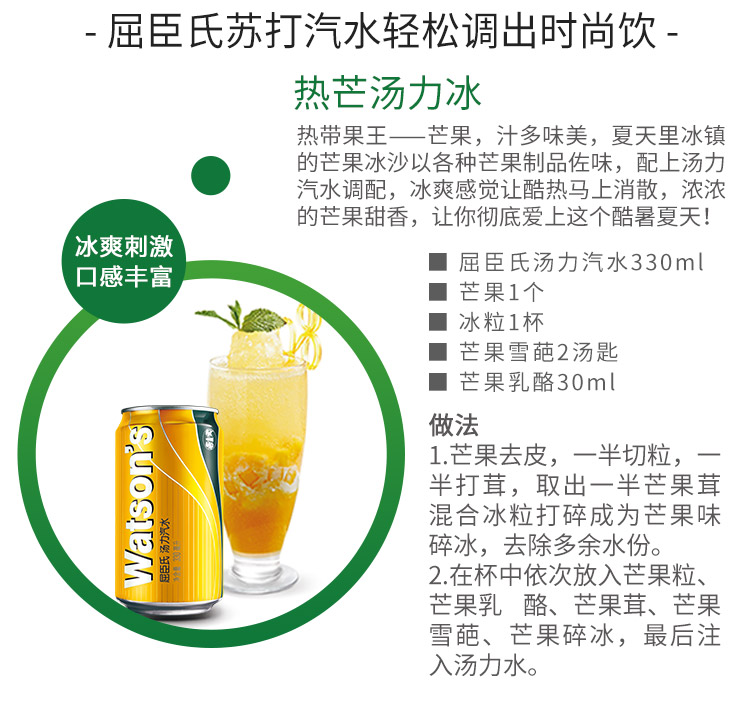 - 屈臣氏苏打汽水轻松调出时尚饮 -
热芒汤力冰
热带果王——芒果，汁多味美，夏天里冰镇
的芒果冰沙以各种芒果制品佐味，配上汤力
汽水调配，冰爽感觉让酷热马上消散，浓浓
的芒果甜香，让你彻底爱上这个酷暑夏天！
冰爽刺激
口感丰富
■ 屈臣氏汤力汽水330ml
■ 芒果1个
■ 冰粒1杯
■ 芒果雪葩2汤匙
■ 芒果乳酪30ml
做法
1.芒果去皮，一半切粒，一
半打茸，取出一半芒果茸
混合冰粒打碎成为芒果味
碎冰，去除多余水份。
2.在杯中依次放入芒果粒、
芒果乳 酪、芒果茸、芒果
雪葩、芒果碎冰，最后注
入汤力水。
Watson's
屈臣氏 汤力汽水